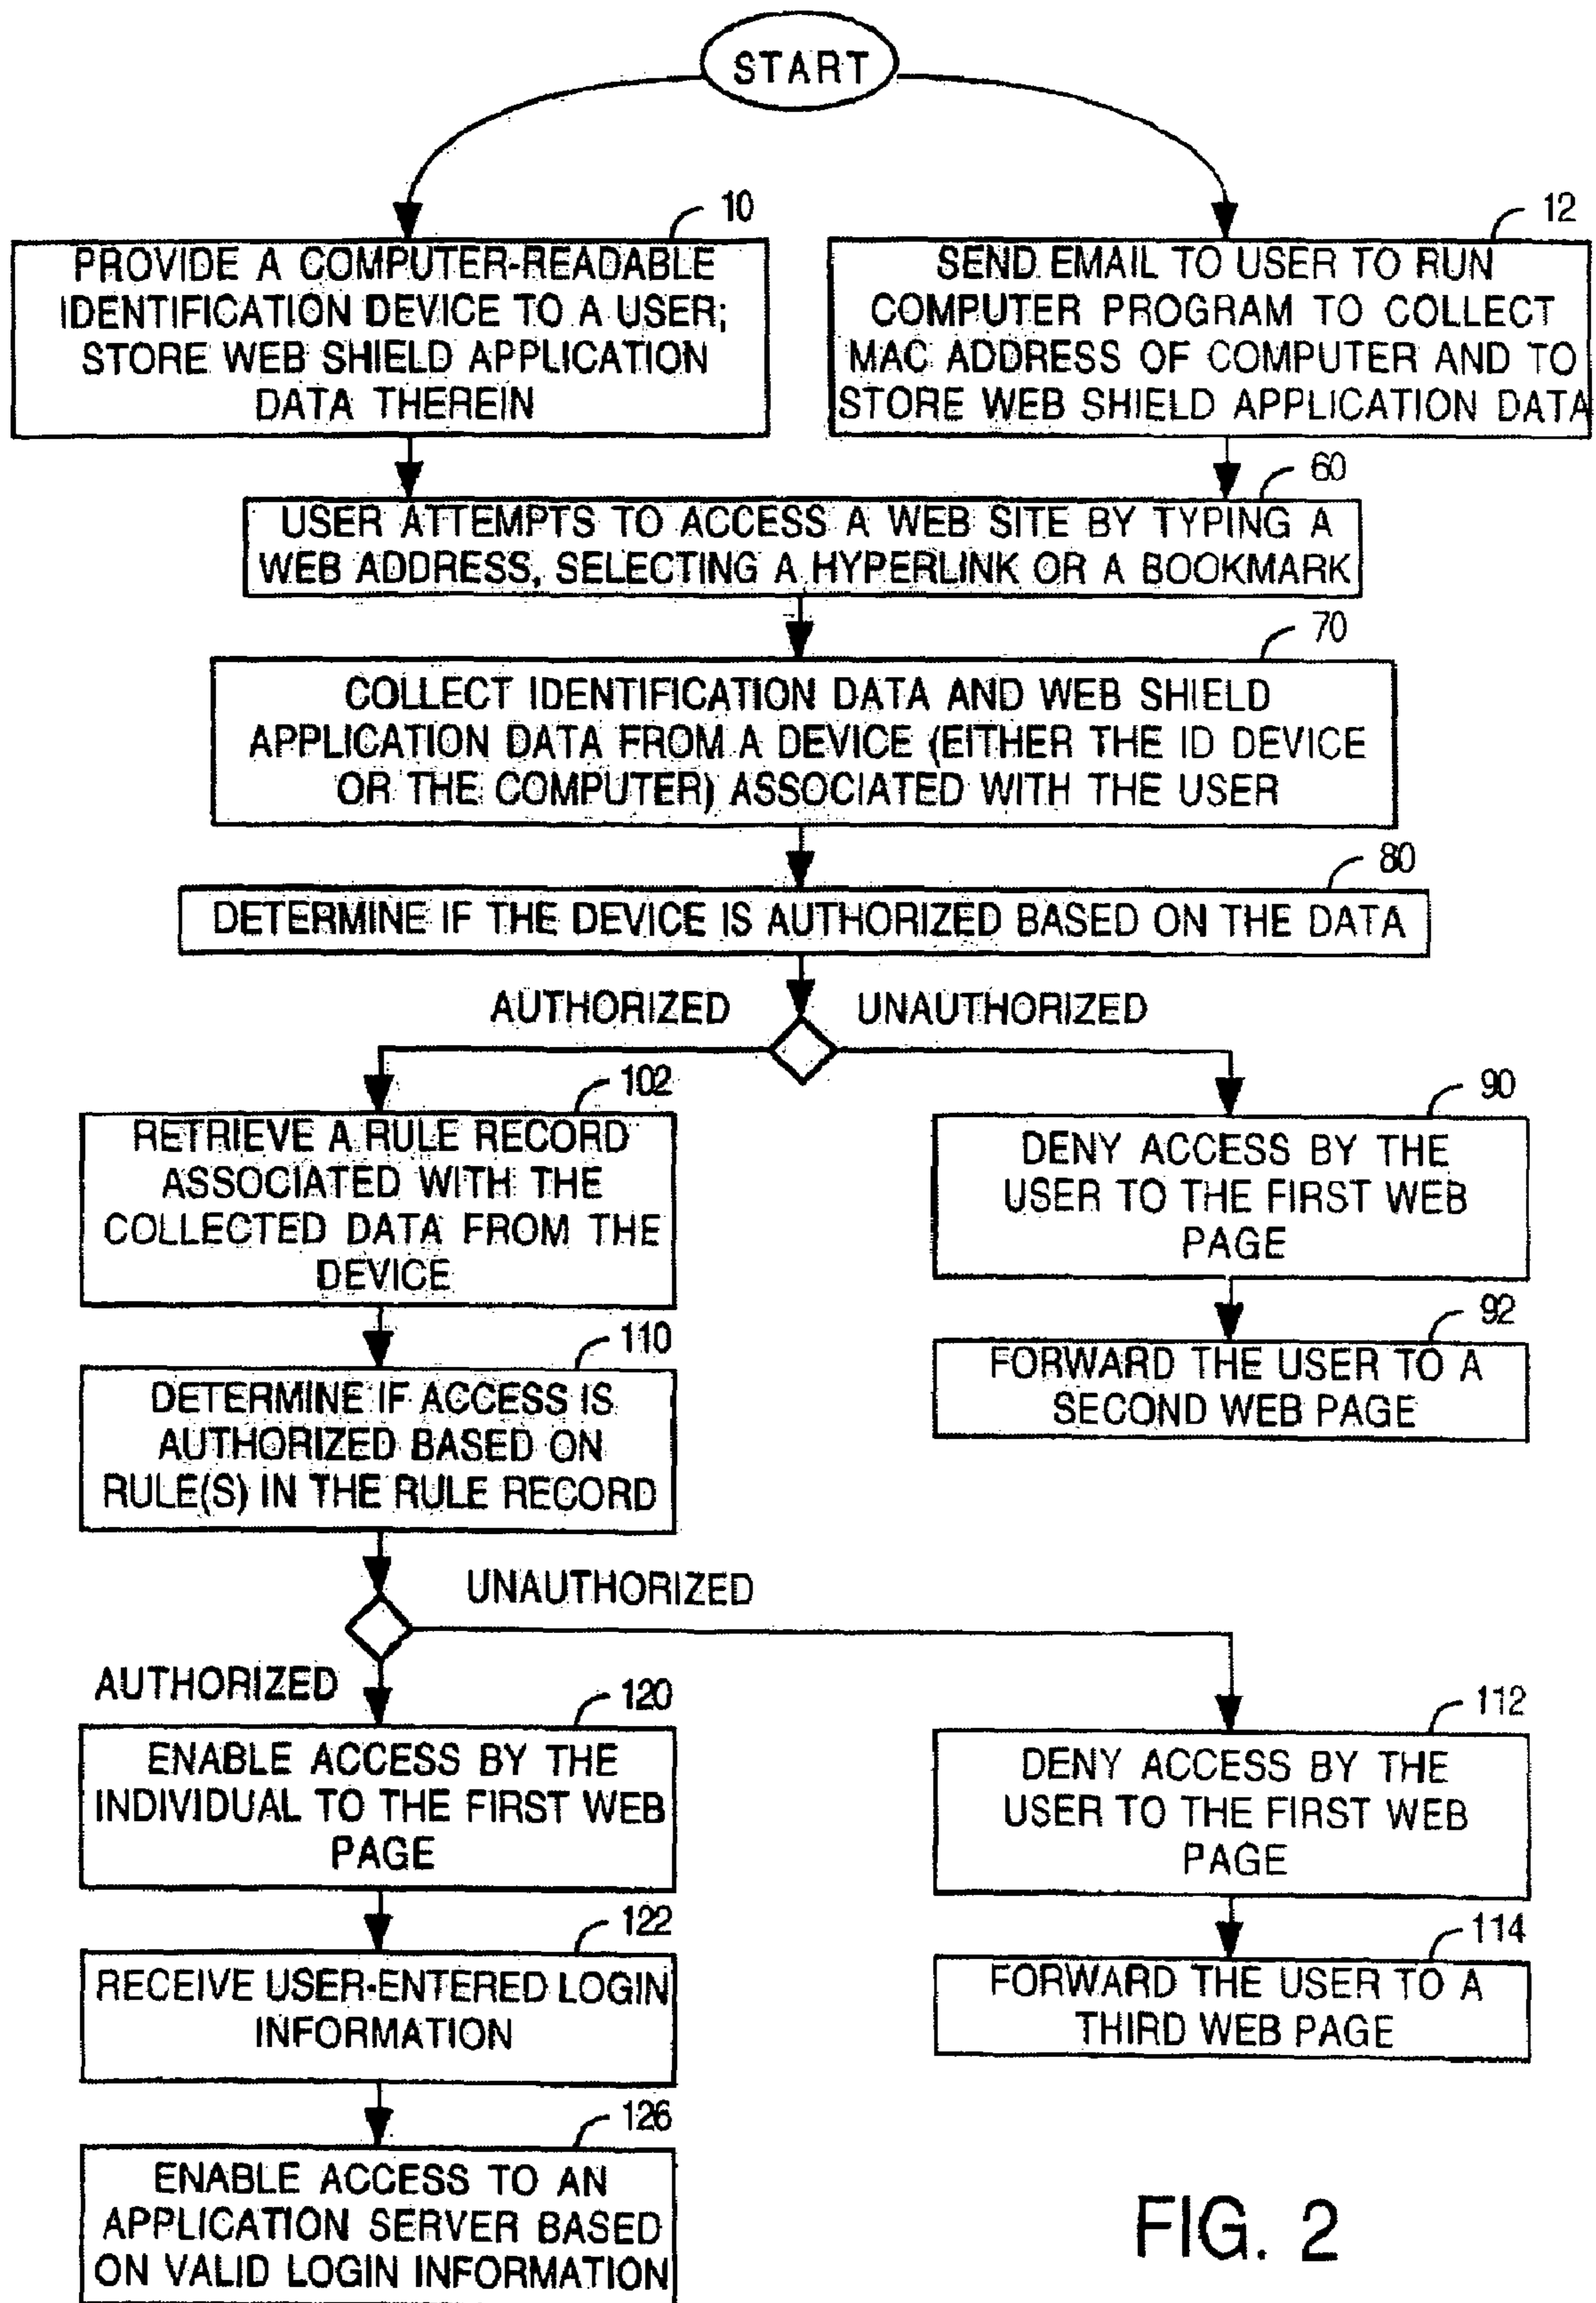 START
10
PROVIDE A COMPUTER-READABLE
IDENTIFICATION DEVICE TO A USER;
STORE WEB SHIELD APPLICATION
DATA THEREIN
12
SEND EMAIL TO USER TO RUN
COMPUTER PROGRAM TO COLLECT
MAC ADDRESS OF COMPUTER AND TO
STORE WEB SHIELD APPLICATION DATA
60
USER ATTEMPTS TO ACCESS A WEB SITE BY TYPING A
WEB ADDRESS, SELECTING A HYPERLINK OR A BOOKMARK
70
COLLECT IDENTIFICATION DATA AND WEB SHIELD
APPLICATION DATA FROM A DEVICE (EITHER THE ID DEVICE
OR THE COMPUTER) ASSOCIATED WITH THE USER
80
DETERMINE IF THE DEVICE IS AUTHORIZED BASED ON THE DATA
AUTHORIZED
UNAUTHORIZED
102
RETRIEVE A RULE RECORD
ASSOCIATED WITH THE
COLLECTED DATA FROM THE
DEVICE
90
DENY ACCESS BY THE
USER TO THE FIRST WEB
PAGE
92
FORWARD THE USER TO A
SECOND WEB PAGE
110
DETERMINE IF ACCESS IS
AUTHORIZED BASED ON
RULE(S) IN THE RULE RECORD
UNAUTHORIZED
AUTHORIZED
120
ENABLE ACCESS BY THE
INDIVIDUAL TO THE FIRST WEB
PAGE
112
DENY ACCESS BY THE
USER TO THE FIRST WEB
PAGE
122
RECEIVE USER-ENTERED LOGIN
INFORMATION
114
FORWARD THE USER TO A
THIRD WEB PAGE
126
ENABLE ACCESS TO AN
APPLICATION SERVER BASED
ON VALID LOGIN INFORMATION
FIG. 2